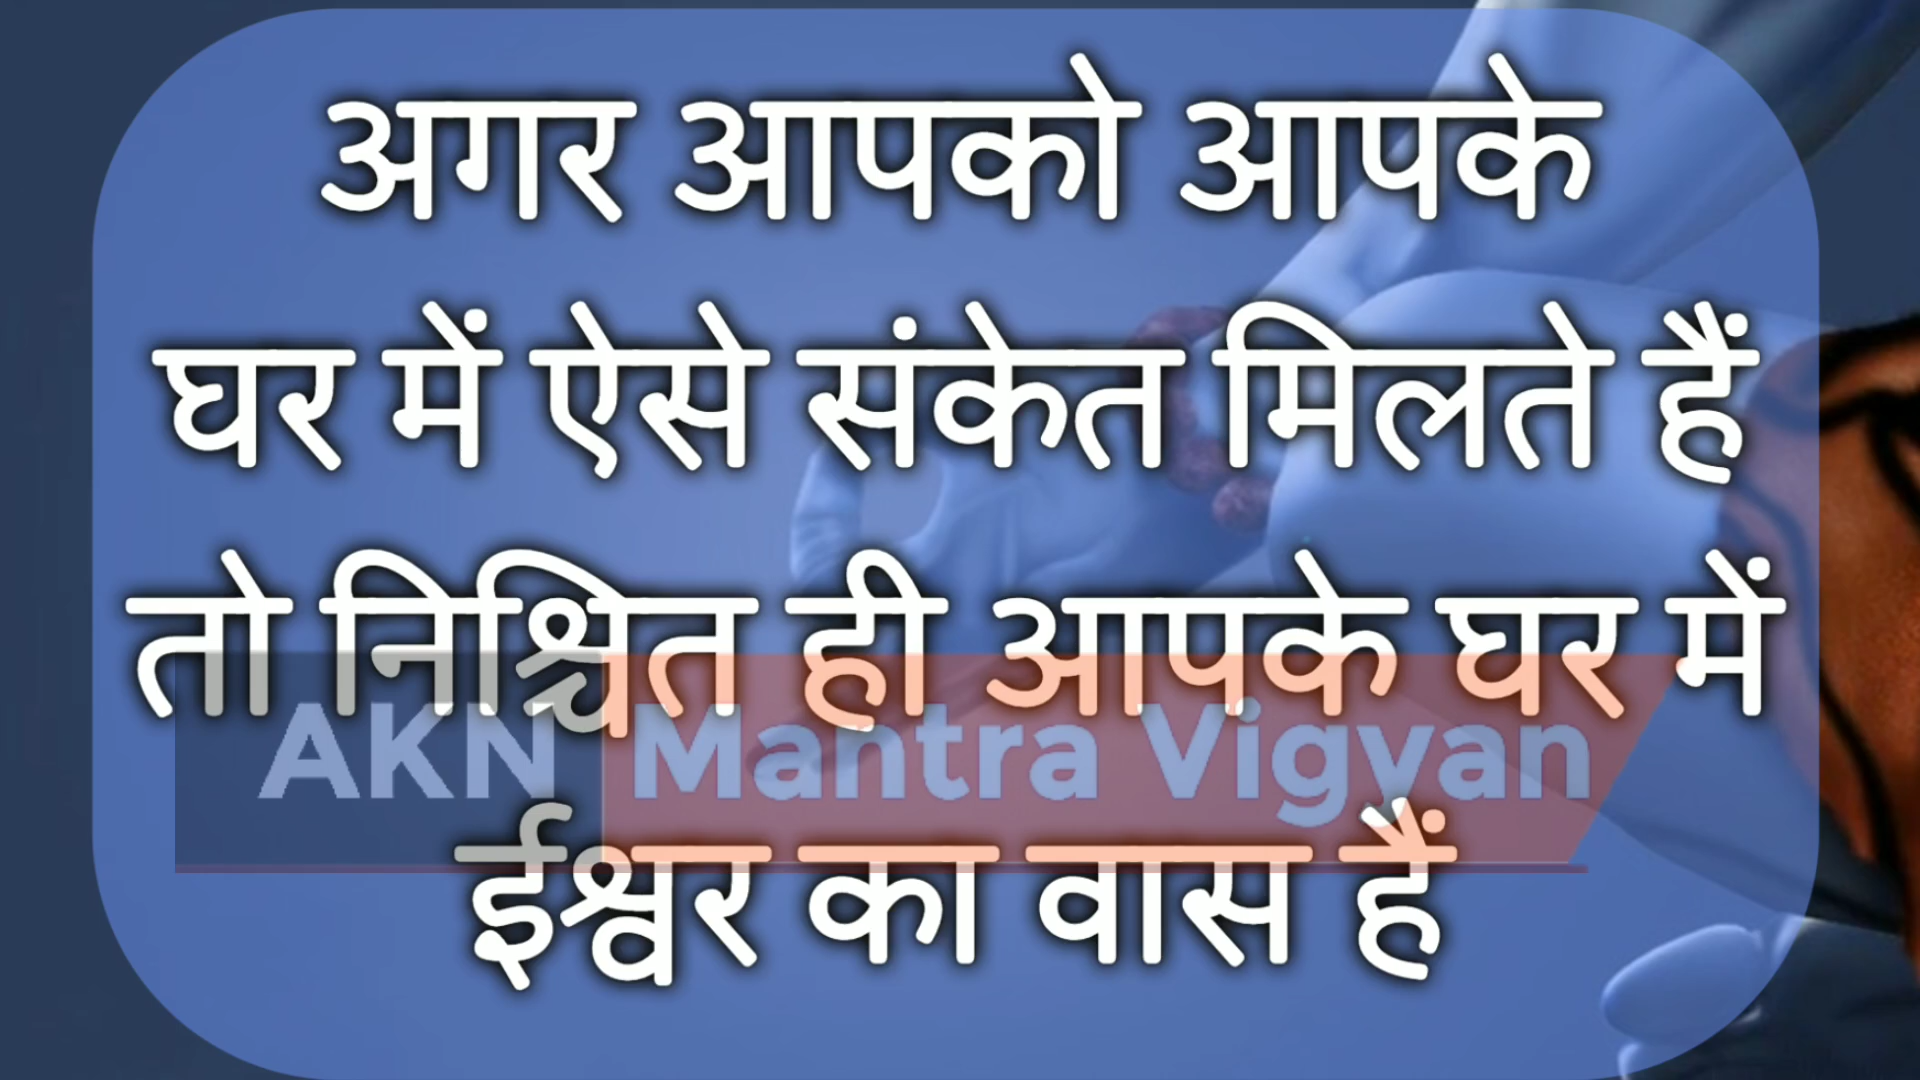 अगर आपको आपके
घर में ऐसे संकेत मिलते हैं
तो निश्चित ही आपके घर में
AKN Mantra Vigyan
ईश्वर का वास हैं